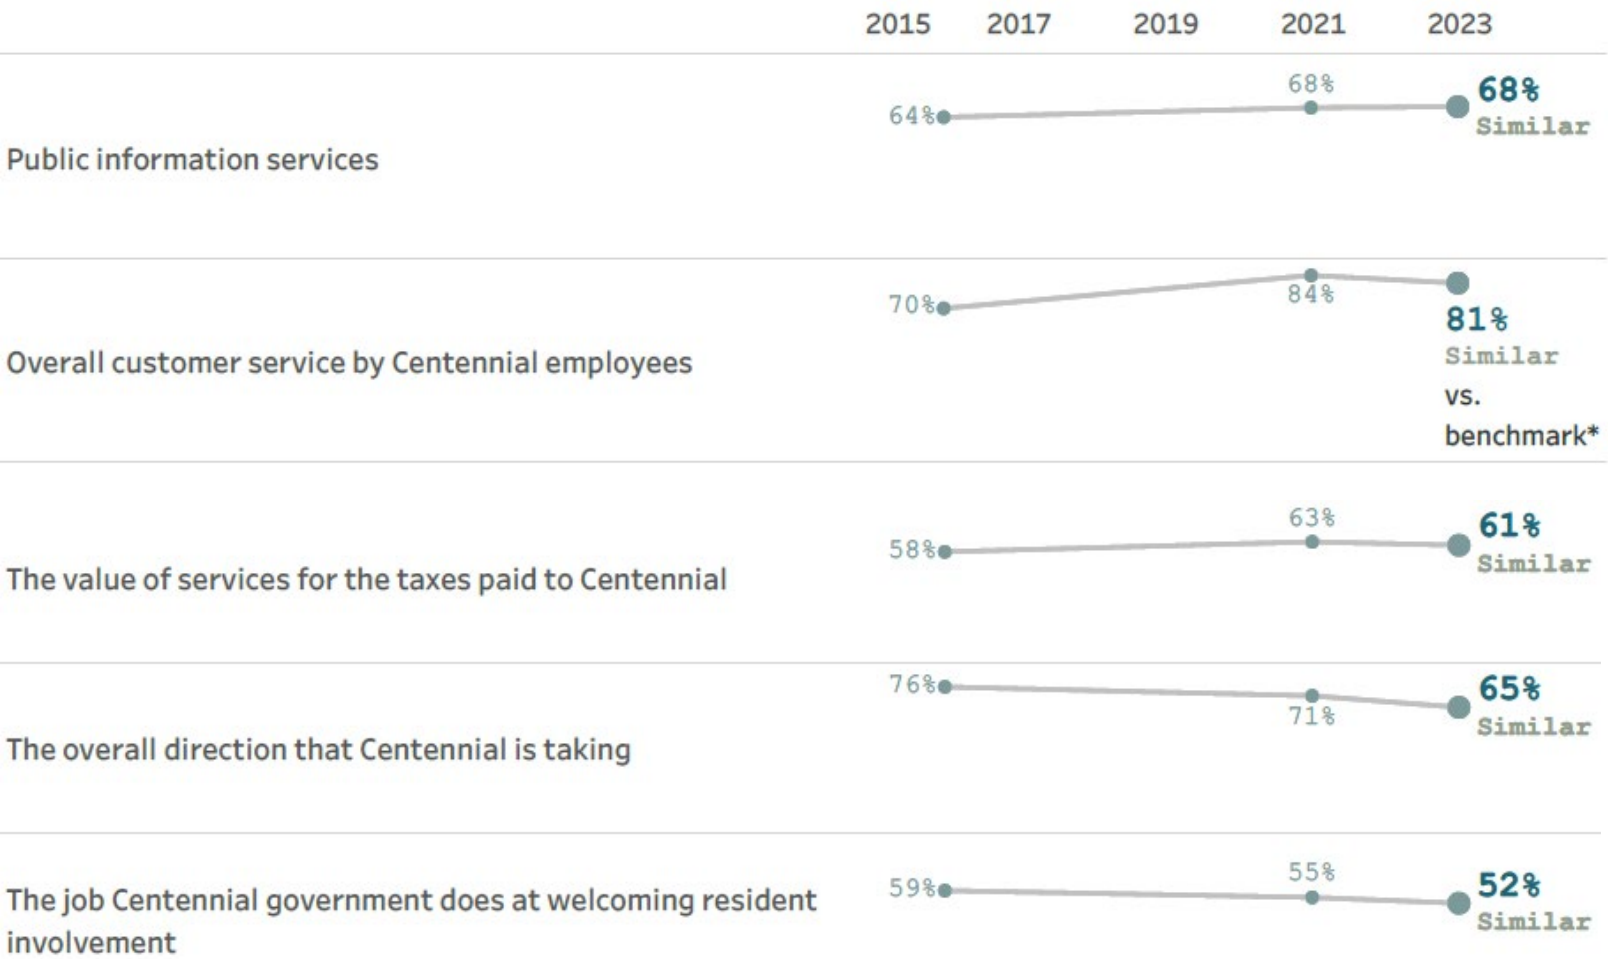 2015 2017 2019 2021 2023
68% 68%
64% Similar
Public information services
70% 84%
81%
Overall customer service by Centennial employees Similar
vs.
benchmark*
63% 61%
58% Similar
The value of services for the taxes paid to Centennial
76% 65%
71% Similar
The overall direction that Centennial is taking
55% 52%
59% Similar
The job Centennial government does at welcoming resident
involvement